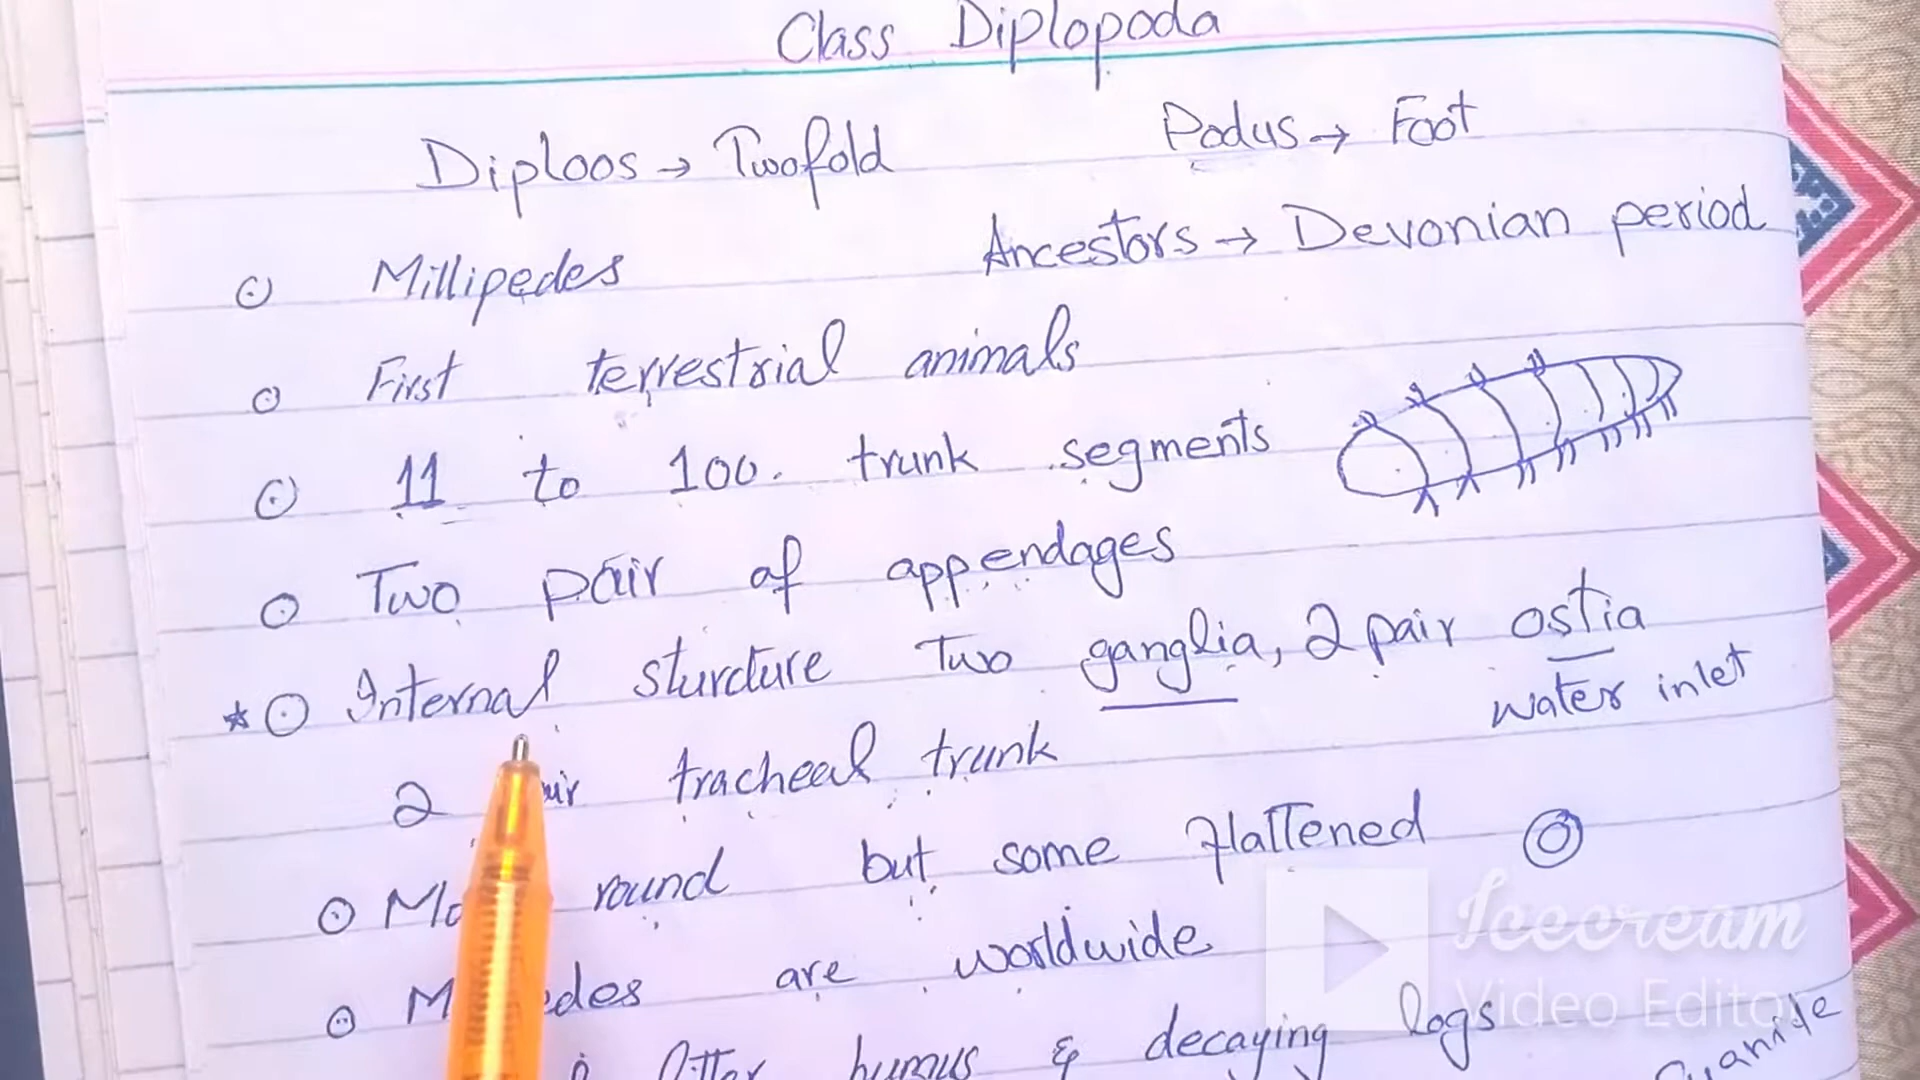 Class Diplopoda
Diploos → Twofold Podus → Foot
Millipedes Ancestors → Devonian period
First terrestrial animals
11 to 100. trunk segments
Two pair of appendages
Internal sturcture Two ganglia, 2 pair ostia
water inlet
2 tracheal trunk
round but some flattened
are worldwide
humus & decaying logs
Icecream
Video Editor